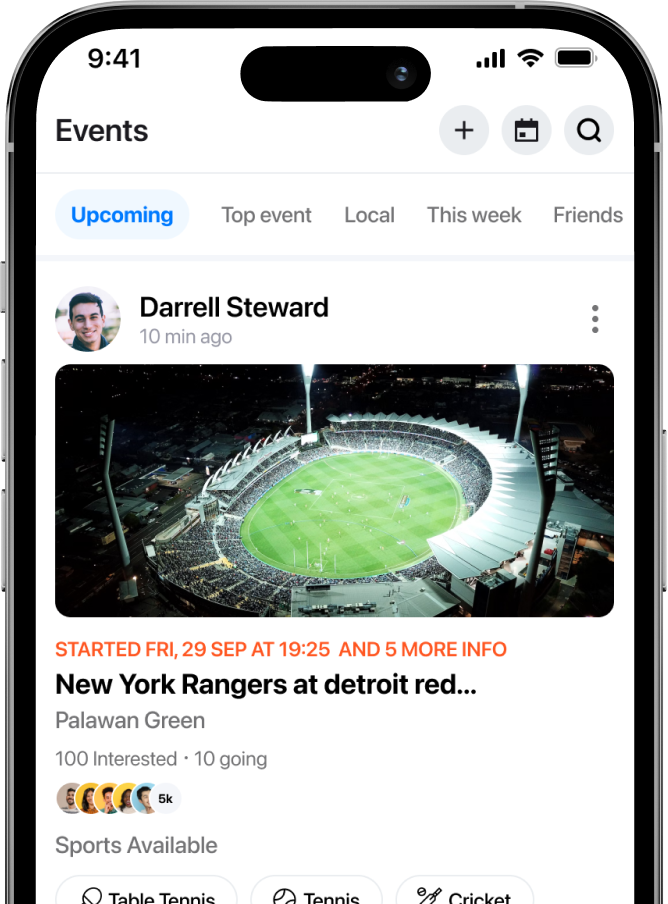 9:41
Events
Upcoming Top event Local This week Friends
Darrell Steward
10 min ago
STARTED FRI, 29 SEP AT 19:25 AND 5 MORE INFO
New York Rangers at detroit red...
Palawan Green
100 Interested · 10 going
5k
Sports Available
Table Tennis Tennis Cricket